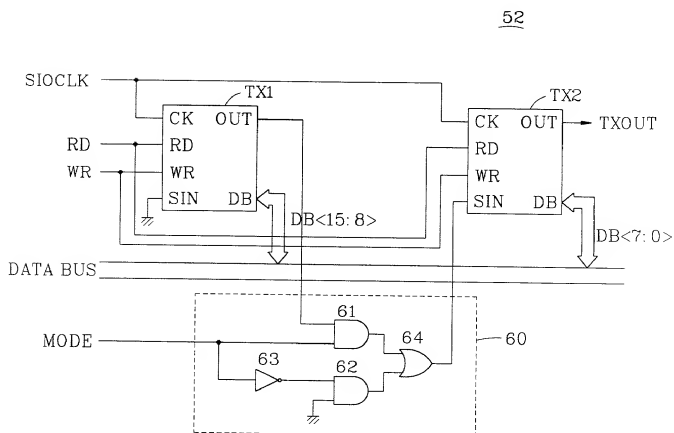 52
SIOCLK
TX1
TX2
CK OUT
CK OUT
TXOUT
RD
RD
RD
WR
WR
WR
SIN DB
SIN DB
DB<15:8>
DB<7:0>
DATA BUS
61
64
60
MODE
63
62